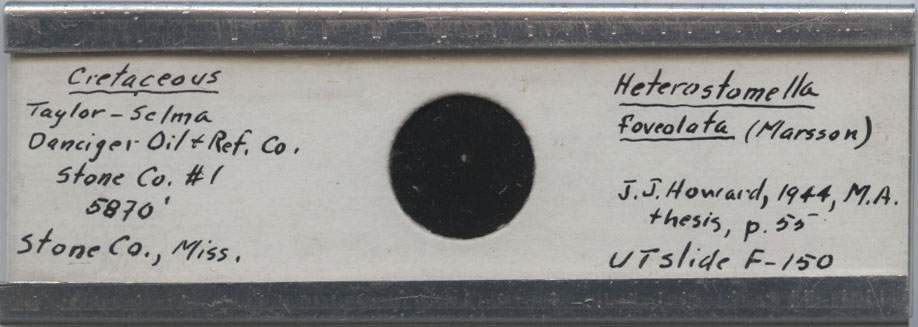 Cretaceous
Taylor-Selma
Danciger Oil + Ref. Co.
Stone Co. #1
5870'
Stone Co., Miss.
Heterostomella
foveolata (Marsson)
J.J. Howard, 1944, M.A.
thesis, p. 55
UT slide F-150